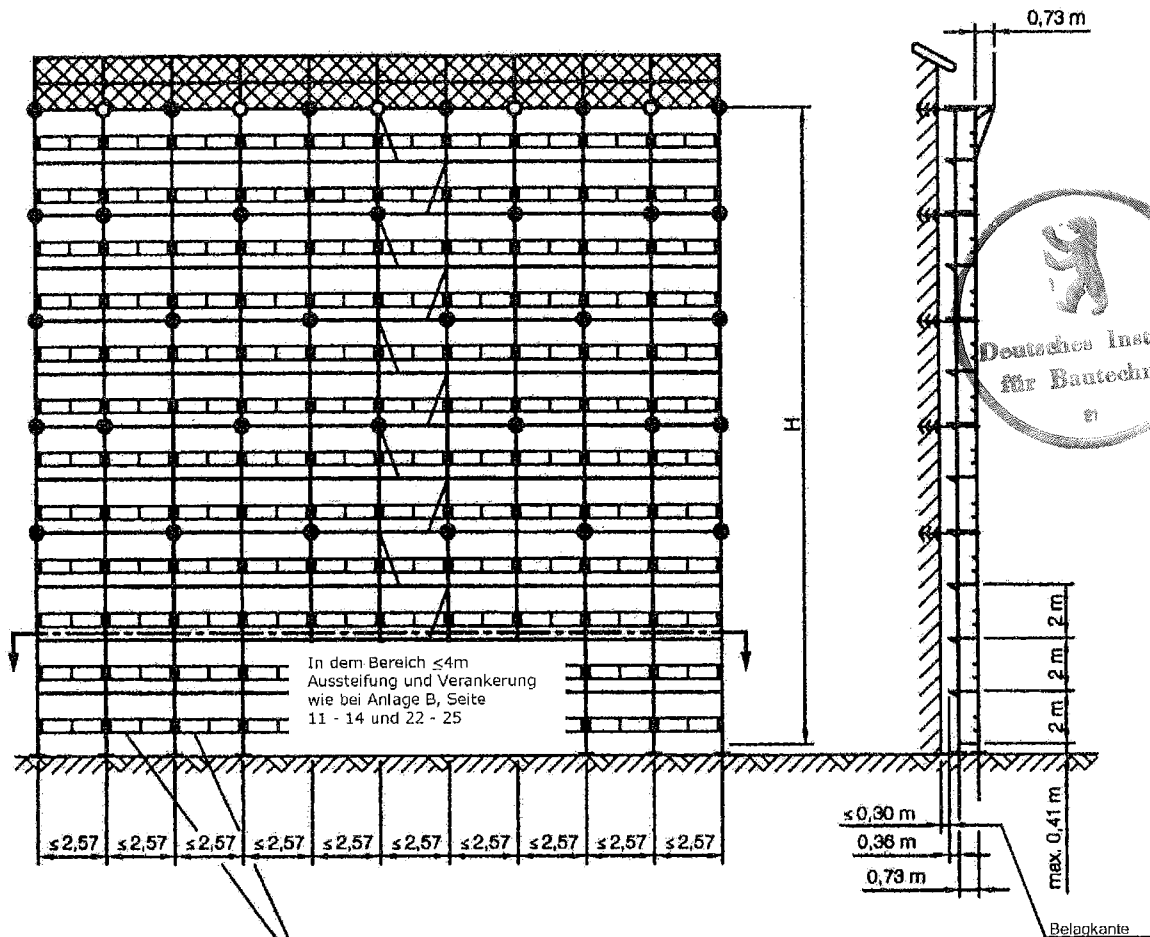 0,73 m
Deutsches Inst
für Bautechn
H
2 m
2 m
2 m
In dem Bereich ≤4m
Aussteifung und Verankerung
wie bei Anlage B, Seite
11 - 14 und 22 - 25
≤ 2,57 ≤ 2,57 ≤ 2,57 ≤ 2,57 ≤ 2,57 ≤ 2,57 ≤ 2,57 ≤ 2,57 ≤ 2,57 ≤ 2,57
≤ 0,30 m
0,36 m
0,73 m
max. 0,41 m
Belagkante